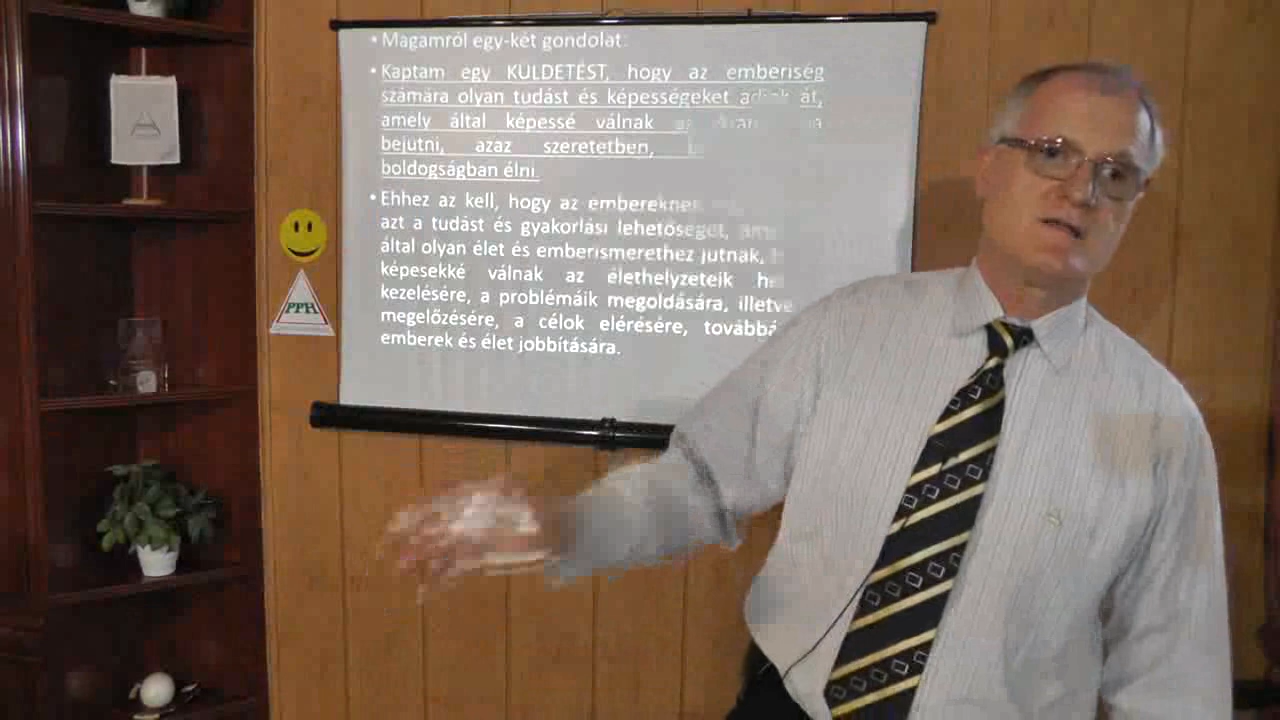 • Magamról egy-két gondolat:
• Kaptam egy KÜLDETÉST, hogy az emberiség
számára olyan tudást és képességeket adjak át,
amely által képessé válnak
bejutni, azaz szeretetben,
boldogságban élni.
• Ehhez az kell, hogy az embereknek
azt a tudást és gyakorlási lehetőséget,
által olyan élet és emberismerethez jutnak,
képesekké válnak az élethelyzeteik
kezelésére, a problémáik megoldására, illetve
megelőzésére, a célok elérésére, továbbá
emberek és élet jobbítására.
PPH